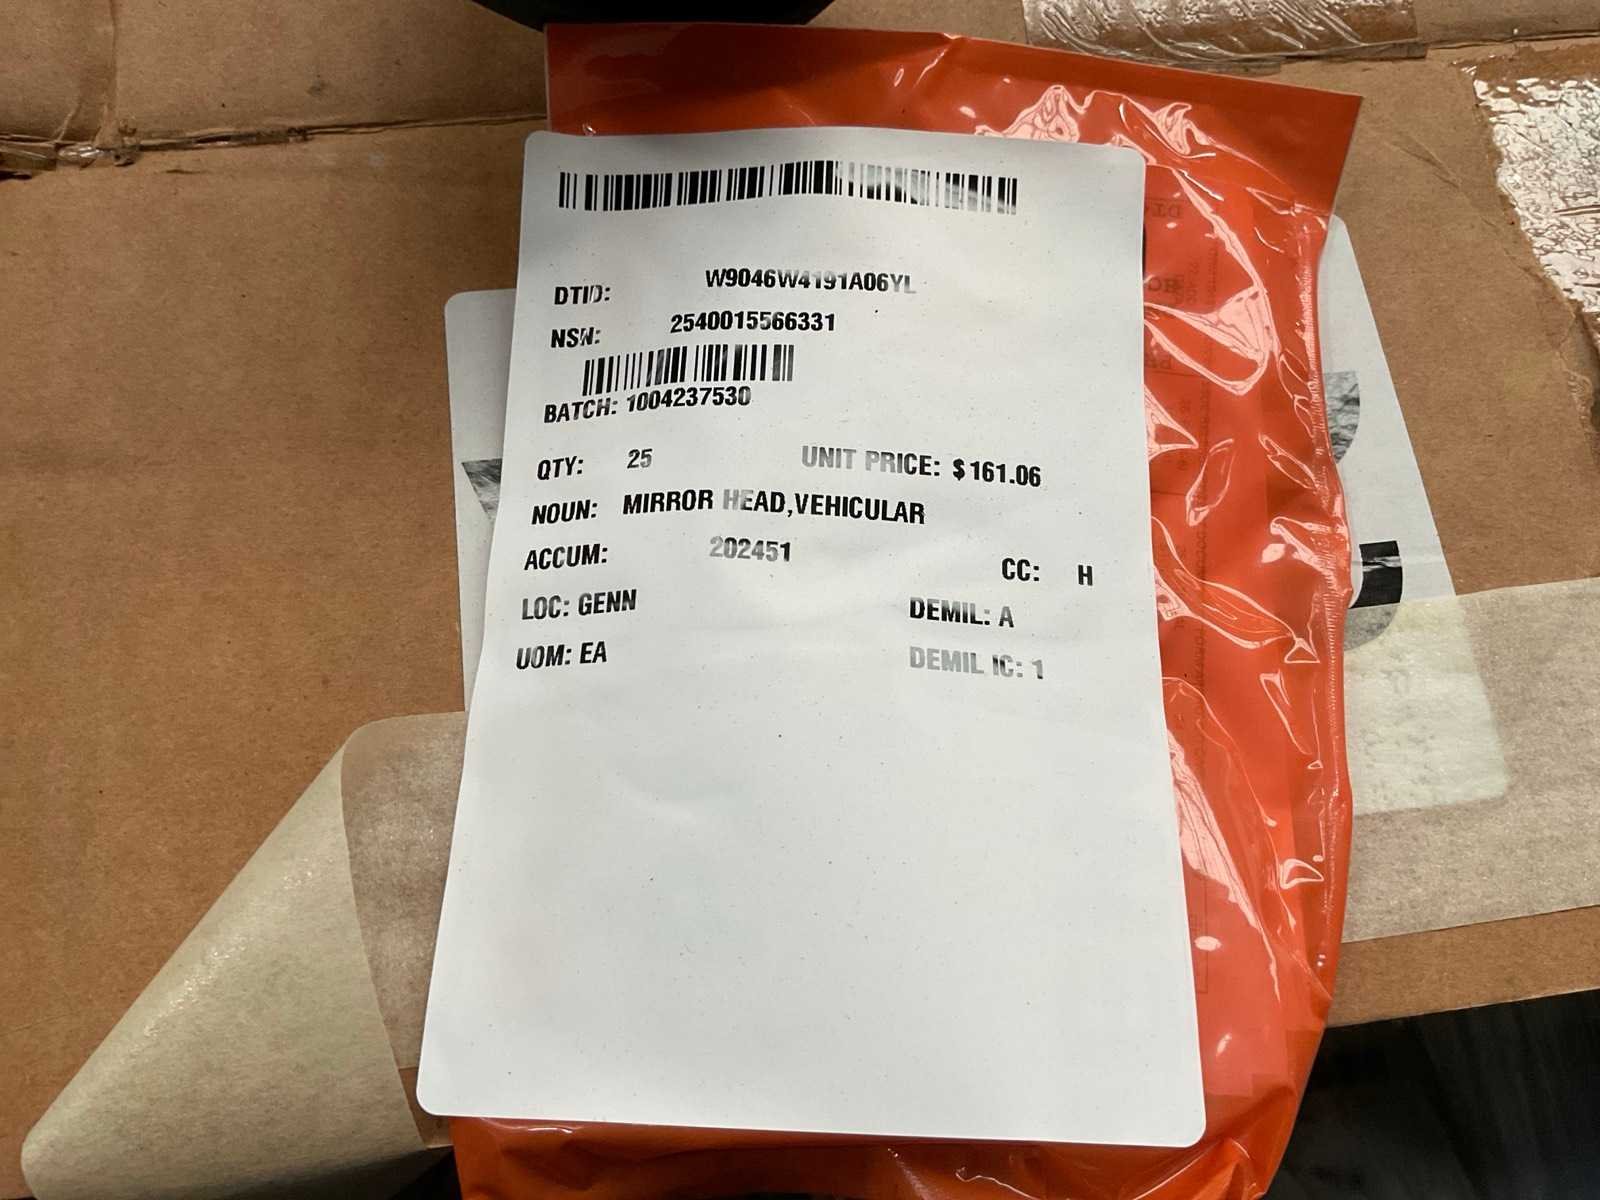 DTID: W9046W4191A06YL
NSN: 2540015566331
BATCH: 1004237530
QTY: 25 UNIT PRICE: $161.06
NOUN: MIRROR HEAD,VEHICULAR
ACCUM: 202451
CC: H
LOC: GENN
DEMIL: A
UOM: EA
DEMIL IC: 1